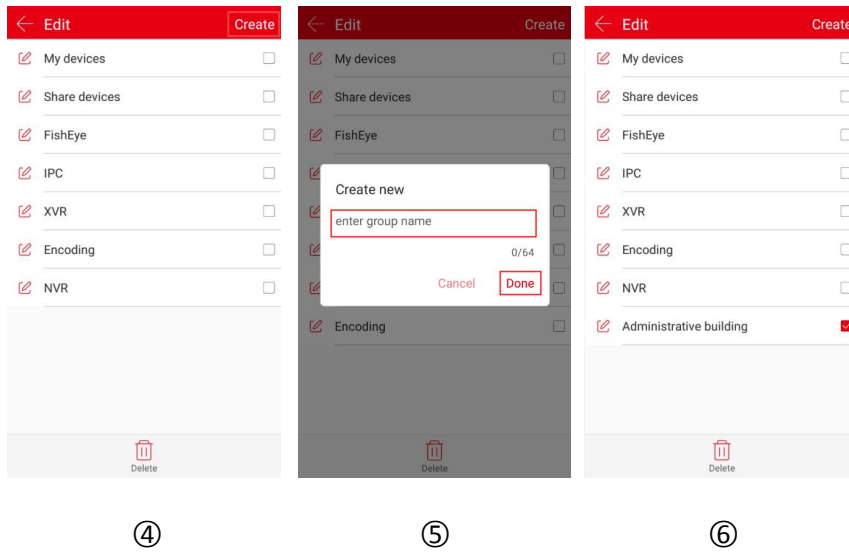 Edit Create
My devices
Share devices
FishEye
IPC
XVR
Encoding
NVR
Delete
④
Edit Create
My devices
Share devices
FishEye
Create new
enter group name
0/64
Cancel Done
Encoding
Delete
⑤
Edit Create
My devices
Share devices
FishEye
IPC
XVR
Encoding
NVR
Administrative building
Delete
⑥